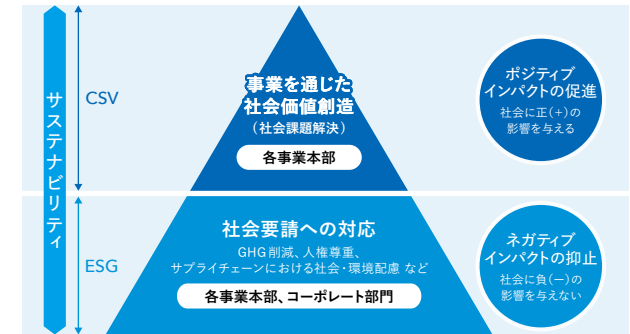 サステナビリティ
CSV
事業を通じた
社会価値創造
(社会課題解決)
各事業本部
ポジティブ
インパクトの促進
社会に正(+)の
影響を与える
ESG
社会要請への対応
GHG削減、人権尊重、
サプライチェーンにおける社会・環境配慮 など
各事業本部、コーポレート部門
ネガティブ
インパクトの抑止
社会に負(ー)の
影響を与えない